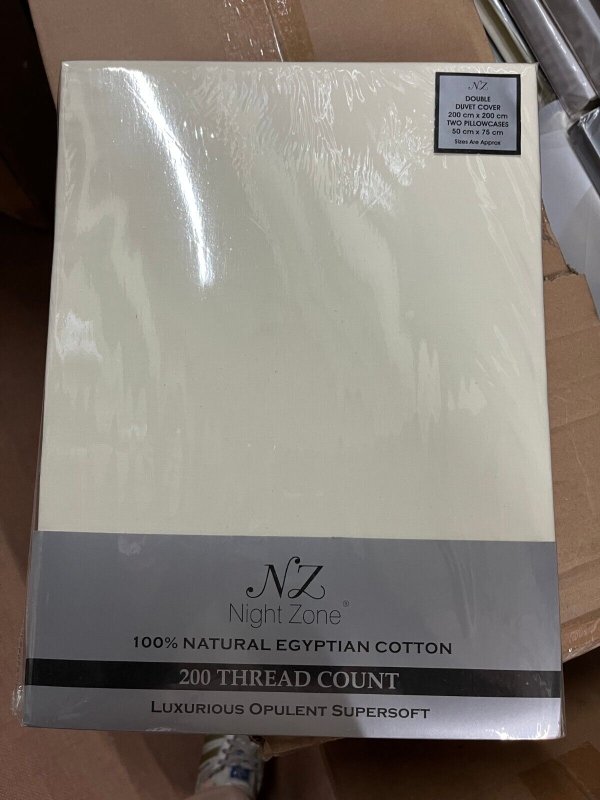 NZ
DOUBLE
DUVET COVER
200 cm x 200 cm
TWO PILLOWCASES
50 cm x 75 cm
Sizes Are Approx
NZ
Night Zone®
100% NATURAL EGYPTIAN COTTON
200 THREAD COUNT
LUXURIOUS OPULENT SUPERSOFT